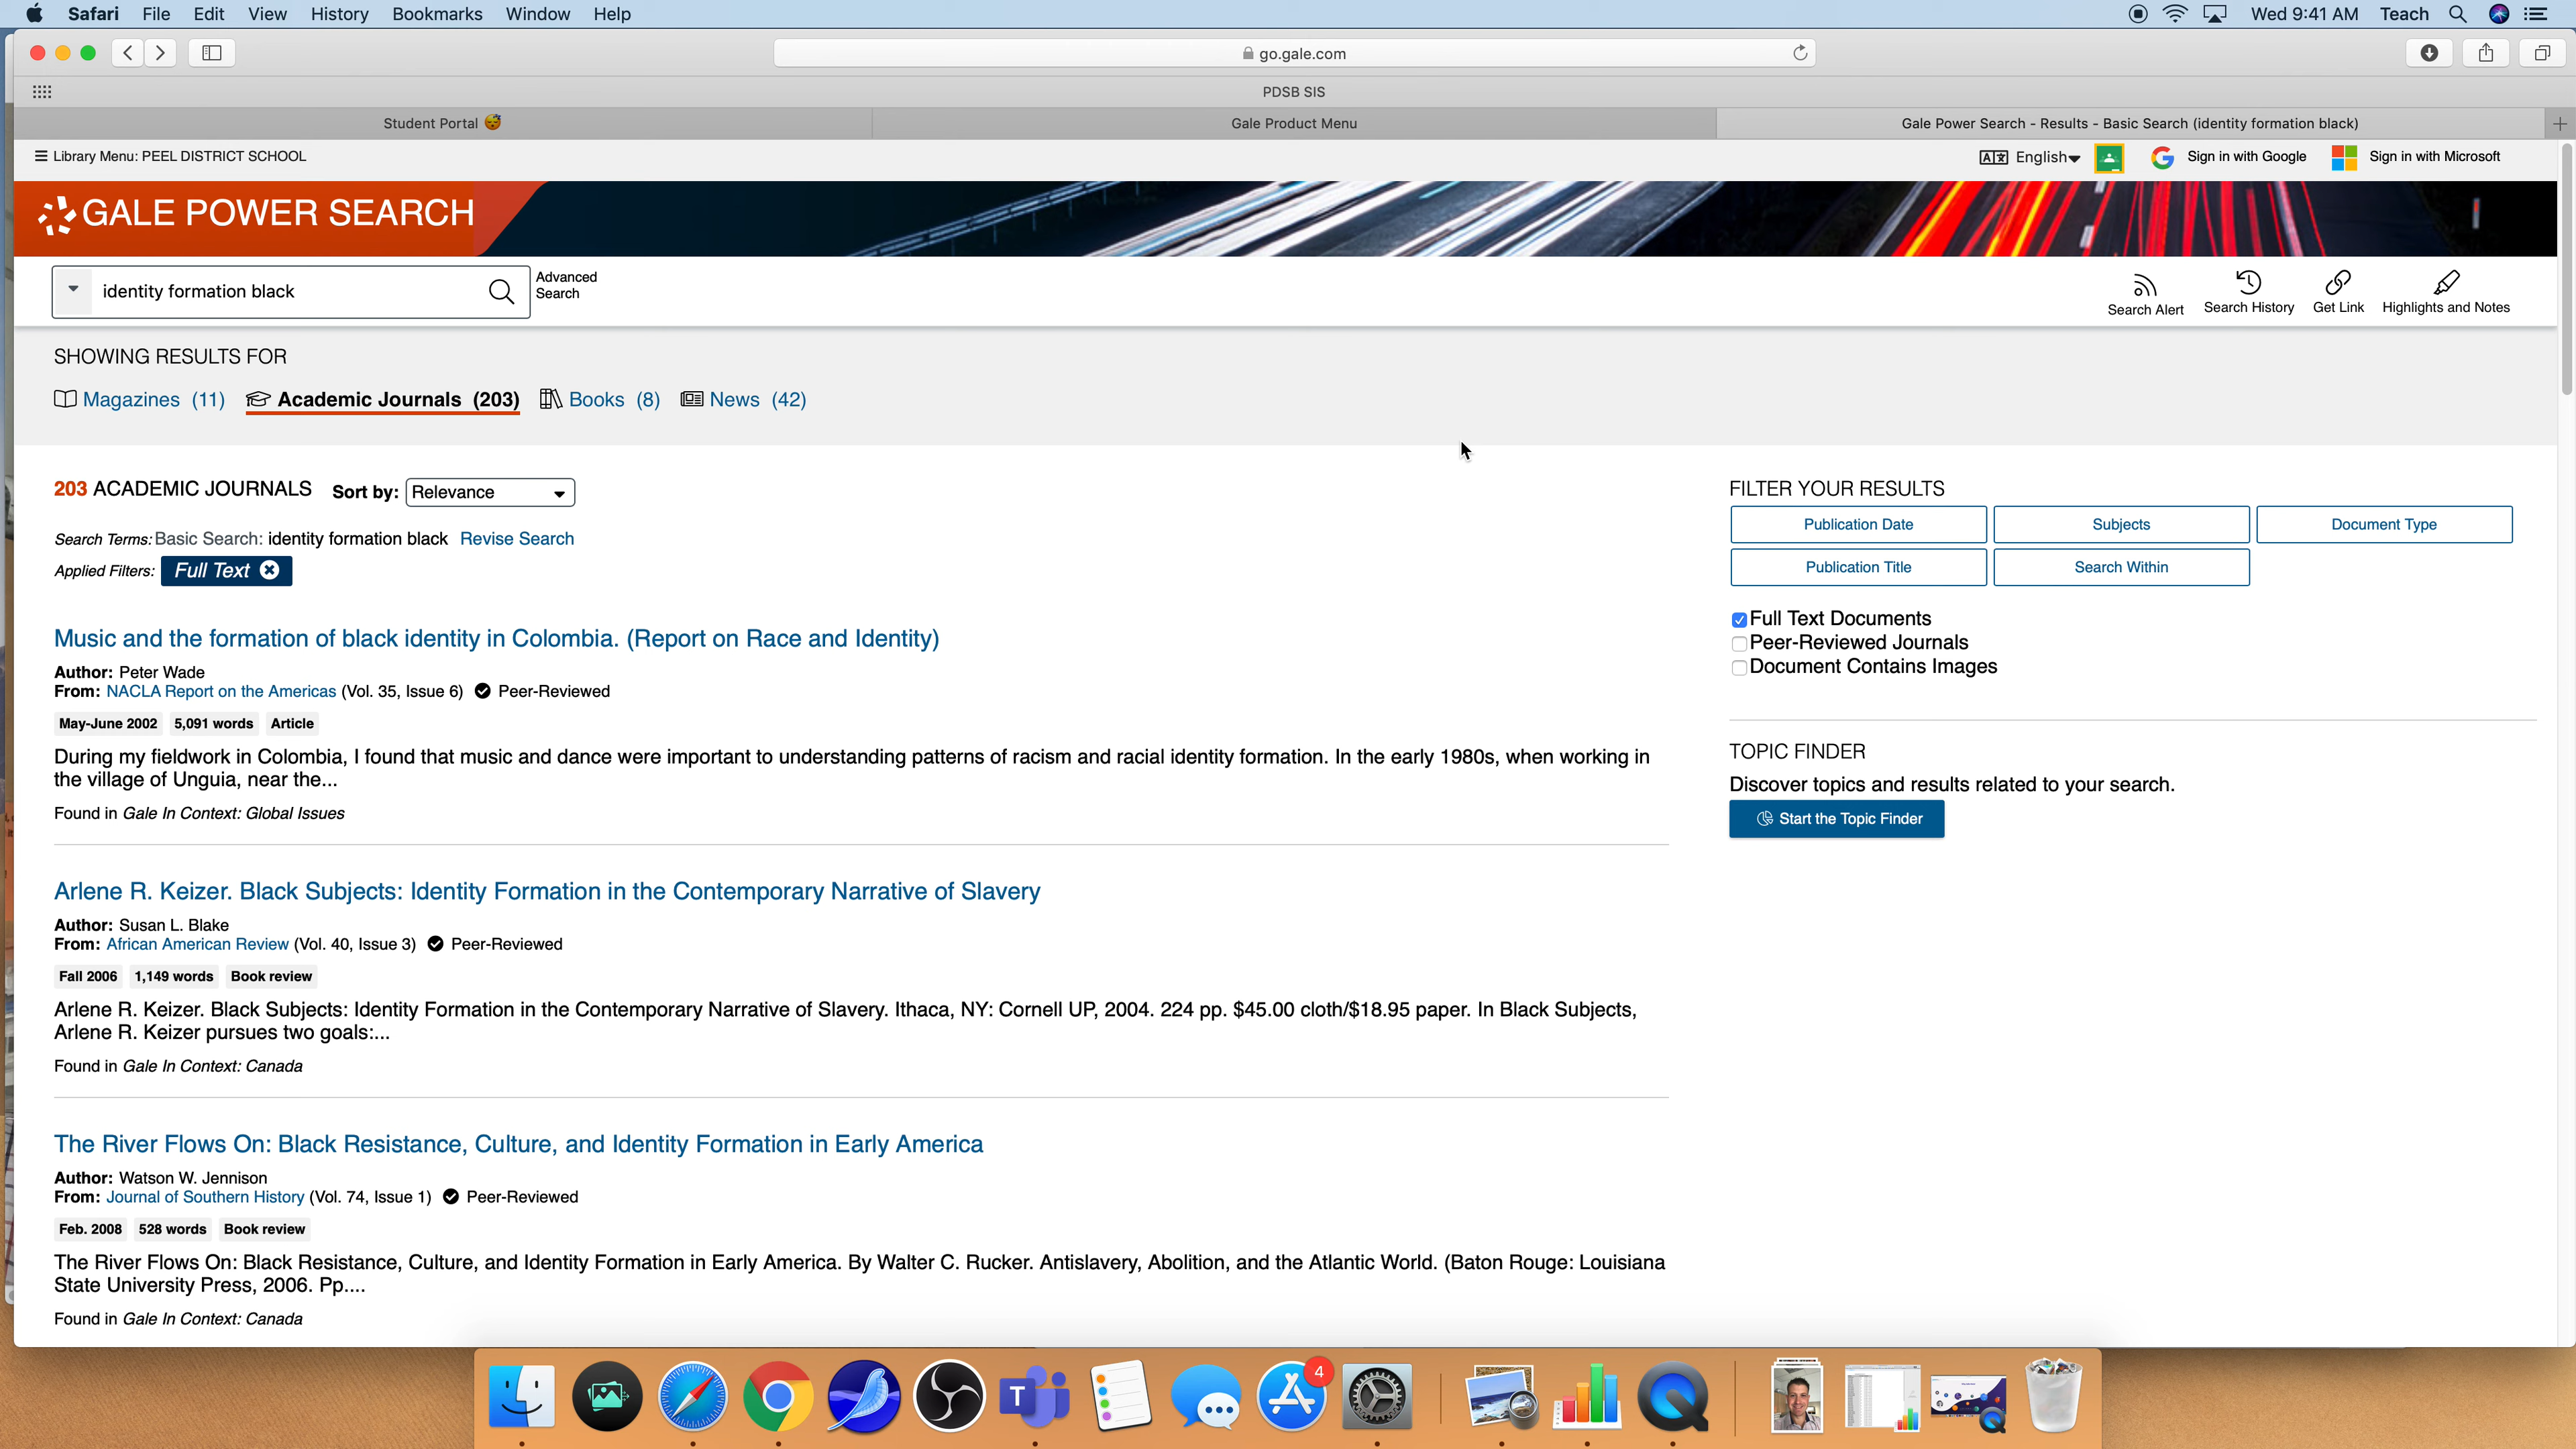 Safari File Edit View History Bookmarks Window Help Wed 9:41 AM Teach
go.gale.com
PDSB SIS
Student Portal 😴 Gale Product Menu Gale Power Search - Results - Basic Search (identity formation black)
Library Menu: PEEL DISTRICT SCHOOL English Sign in with Google Sign in with Microsoft
GALE POWER SEARCH
identity formation black
Advanced
Search
Search Alert Search History Get Link Highlights and Notes
SHOWING RESULTS FOR
Magazines (11) Academic Journals (203) Books (8) News (42)
203 ACADEMIC JOURNALS Sort by: Relevance
Search Terms: Basic Search: identity formation black Revise Search
Applied Filters: Full Text
Music and the formation of black identity in Colombia. (Report on Race and Identity)
Author: Peter Wade
From: NACLA Report on the Americas (Vol. 35, Issue 6) Peer-Reviewed
May-June 2002 5,091 words Article
During my fieldwork in Colombia, I found that music and dance were important to understanding patterns of racism and racial identity formation. In the early 1980s, when working in
the village of Unguia, near the...
Found in Gale In Context: Global Issues
Arlene R. Keizer. Black Subjects: Identity Formation in the Contemporary Narrative of Slavery
Author: Susan L. Blake
From: African American Review (Vol. 40, Issue 3) Peer-Reviewed
Fall 2006 1,149 words Book review
Arlene R. Keizer. Black Subjects: Identity Formation in the Contemporary Narrative of Slavery. Ithaca, NY: Cornell UP, 2004. 224 pp. $45.00 cloth/$18.95 paper. In Black Subjects,
Arlene R. Keizer pursues two goals:...
Found in Gale In Context: Canada
The River Flows On: Black Resistance, Culture, and Identity Formation in Early America
Author: Watson W. Jennison
From: Journal of Southern History (Vol. 74, Issue 1) Peer-Reviewed
Feb. 2008 528 words Book review
The River Flows On: Black Resistance, Culture, and Identity Formation in Early America. By Walter C. Rucker. Antislavery, Abolition, and the Atlantic World. (Baton Rouge: Louisiana
State University Press, 2006. Pp....
Found in Gale In Context: Canada
FILTER YOUR RESULTS
Publication Date Subjects Document Type
Publication Title Search Within
Full Text Documents
Peer-Reviewed Journals
Document Contains Images
TOPIC FINDER
Discover topics and results related to your search.
Start the Topic Finder
T
4